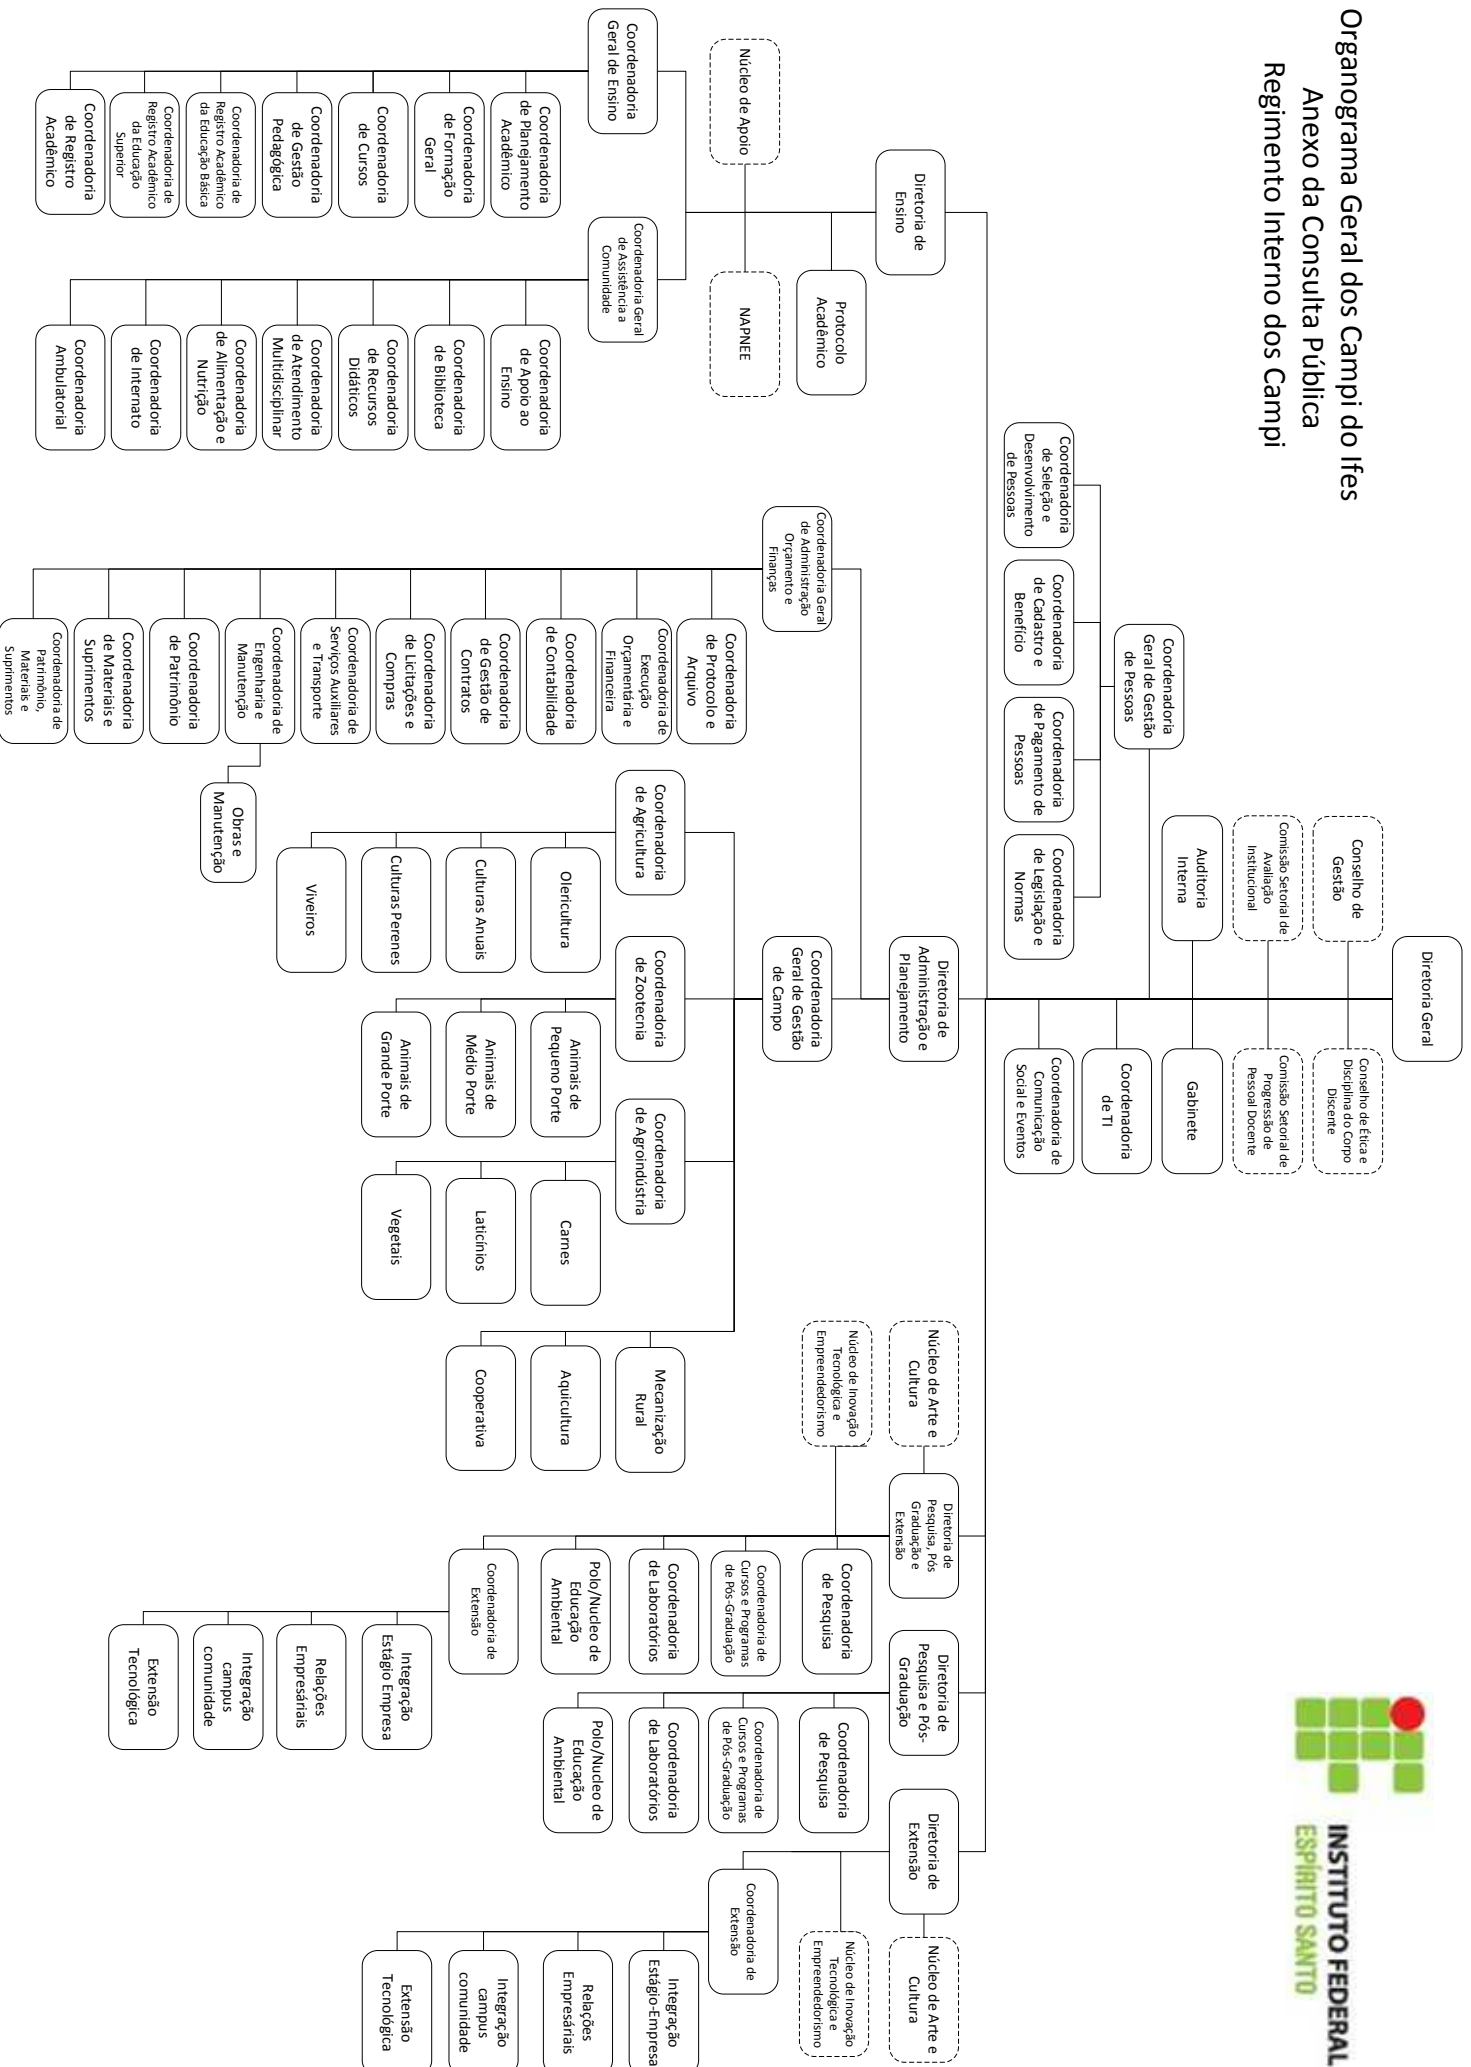 Organograma Geral dos Campi do Ifes
Anexo da Consulta Pública
Regimento Interno dos Campi
INSTITUTO FEDERAL
ESPÍRITO SANTO
Diretoria Geral
Conselho de
Gestão
Conselho de Ética e
Disciplina do Corpo
Discente
Comissão Setorial de
Avaliação
Institucional
Comissão Setorial de
Progressão de
Pessoal Docente
Auditoria
Interna
Gabinete
Coordenadoria
Geral de Gestão
de Pessoas
Coordenadoria
de TI
Coordenadoria
de Seleção e
Desenvolvimento
de Pessoas
Coordenadoria
de Cadastro e
Benefício
Coordenadoria
de Pagamento de
Pessoas
Coordenadoria
de Legislação e
Normas
Coordenadoria de
Comunicação
Social e Eventos
Diretoria de
Ensino
Protocolo
Acadêmico
Núcleo de Apoio
NAPNEE
Coordenadoria
Geral de Ensino
Coordenadoria
de Planejamento
Acadêmico
Coordenadoria
de Formação
Geral
Coordenadoria
de Cursos
Coordenadoria
de Gestão
Pedagógica
Coordenadoria de
Registro Acadêmico
da Educação Básica
Coordenadoria de
Registro Acadêmico
da Educação
Superior
Coordenadoria
de Registro
Acadêmico
Coordenadoria Geral
de Assistência a
Comunidade
Coordenadoria
de Apoio ao
Ensino
Coordenadoria
de Biblioteca
Coordenadoria
de Recursos
Didáticos
Coordenadoria
de Atendimento
Multidisciplinar
Coordenadoria
de Alimentação e
Nutrição
Coordenadoria
de Internato
Coordenadoria
Ambulatorial
Diretoria de
Administração e
Planejamento
Coordenadoria Geral
de Administração
Orçamento e
Finanças
Coordenadoria
de Protocolo e
Arquivo
Coordenadoria de
Execução
Orçamentária e
Financeira
Coordenadoria
de Contabilidade
Coordenadoria
de Gestão de
Contratos
Coordenadoria
de Licitações e
Compras
Coordenadoria de
Serviços Auxiliares
e Transporte
Coordenadoria de
Engenharia e
Manutenção
Obras e
Manutenção
Coordenadoria
de Patrimônio
Coordenadoria
de Materiais e
Suprimentos
Coordenadoria de
Patrimônio,
Materiais e
Suprimentos
Coordenadoria
Geral de Gestão
de Campo
Coordenadoria
de Agricultura
Olericultura
Culturas Anuais
Culturas Perenes
Viveiros
Coordenadoria
de Zootecnia
Animais de
Pequeno Porte
Animais de
Médio Porte
Animais de
Grande Porte
Coordenadoria
de Agroindústria
Carnes
Laticínios
Vegetais
Mecanização
Rural
Aquicultura
Cooperativa
Núcleo de Arte e
Cultura
Núcleo de Inovação
Tecnológica e
Empreendedorismo
Diretoria de
Pesquisa, Pós
Graduação e
Extensão
Coordenadoria
de Pesquisa
Coordenadoria de
Cursos e Programas
de Pós-Graduação
Coordenadoria
de Laboratórios
Polo/Nucleo de
Educação
Ambiental
Coordenadoria de
Extensão
Integração
Estágio Empresa
Relações
Empresáriais
Integração
campus
comunidade
Extensão
Tecnológica
Diretoria de
Pesquisa e Pós-
Graduação
Coordenadoria
de Pesquisa
Coordenadoria de
Cursos e Programas
de Pós-Graduação
Coordenadoria
de Laboratórios
Polo/Nucleo de
Educação
Ambiental
Diretoria de
Extensão
Núcleo de Arte e
Cultura
Núcleo de Inovação
Tecnológica e
Empreendedorismo
Coordenadoria de
Extensão
Integração
Estágio-Empresa
Relações
Empresáriais
Integração
campus
comunidade
Extensão
Tecnológica